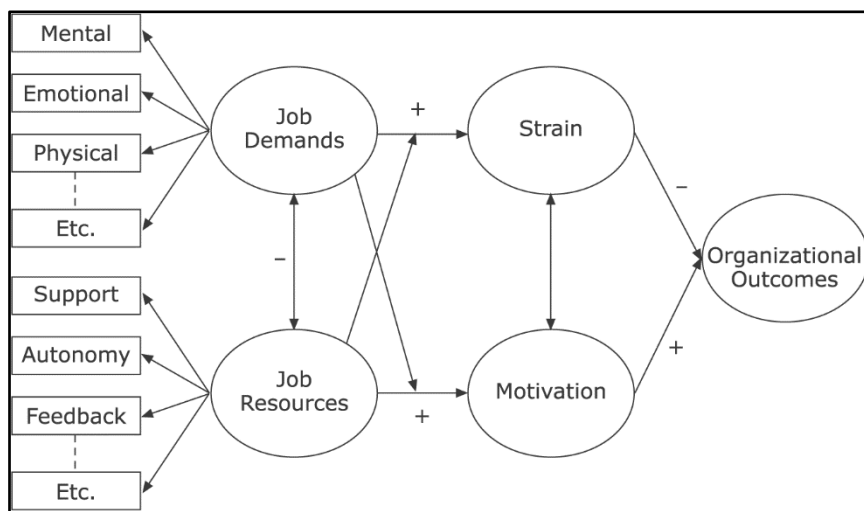 Mental
Emotional
Physical
Etc.
Support
Autonomy
Feedback
Etc.
Job
Demands
+
Strain
–
–
Organizational
Outcomes
Job
Resources
+
Motivation
+